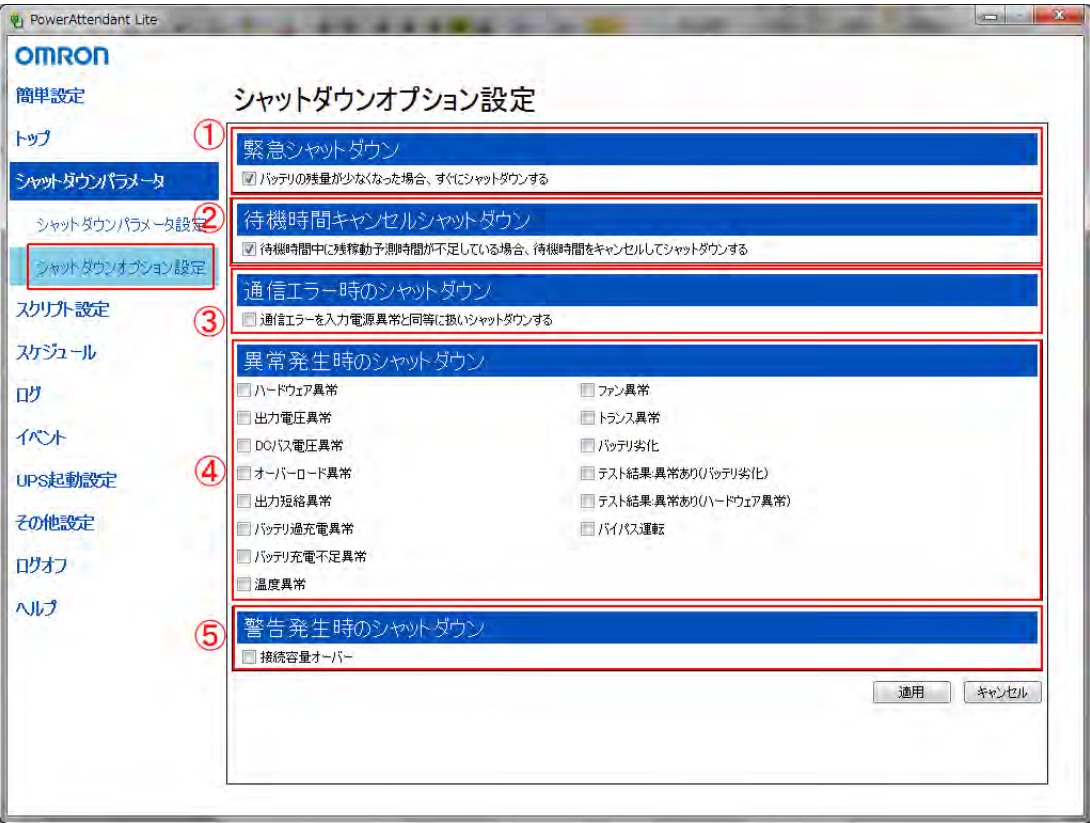 PowerAttendant Lite
OMRON
簡単設定
トップ
シャットダウンパラメータ
シャットダウンパラメータ設定
シャットダウンオプション設定
スクリプト設定
スケジュール
ログ
イベント
UPS起動設定
その他設定
ログオフ
ヘルプ
シャットダウンオプション設定
①
緊急シャットダウン
バッテリの残量が少なくなった場合、すぐにシャットダウンする
②
待機時間キャンセルシャットダウン
待機時間中に残稼動予測時間が不足している場合、待機時間をキャンセルしてシャットダウンする
③
通信エラー時のシャットダウン
通信エラーを入力電源異常と同等に扱いシャットダウンする
④
異常発生時のシャットダウン
ハードウェア異常
出力電圧異常
DCバス電圧異常
オーバーロード異常
出力短絡異常
バッテリ過充電異常
バッテリ充電不足異常
温度異常
ファン異常
トランス異常
バッテリ劣化
テスト結果:異常あり(バッテリ劣化)
テスト結果:異常あり(ハードウェア異常)
バイパス運転
⑤
警告発生時のシャットダウン
接続容量オーバー
適用
キャンセル